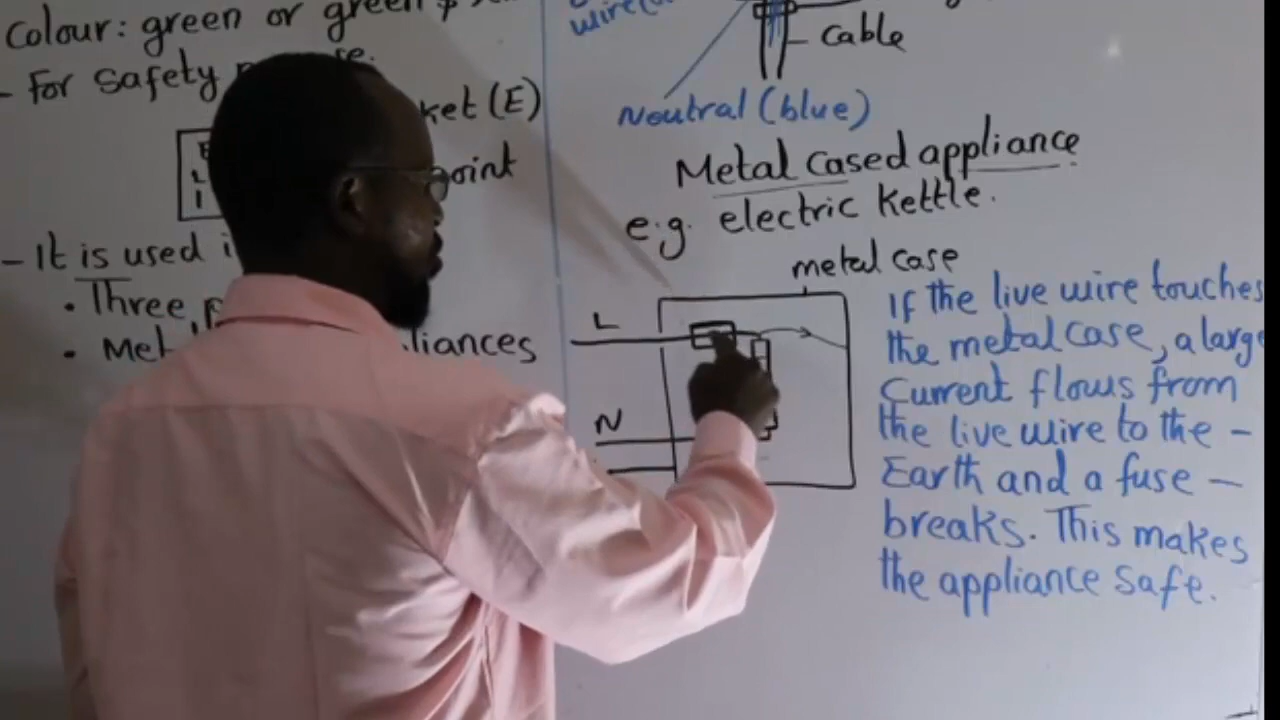 Colour: green or green
- For safety
ket (E)
oint
- It is used
• Three
• Met liances
wire
Cable
Neutral (blue)
Metal cased appliance
e.g. electric kettle.
metal case
L
N
If the live wire touches
the metal case, a large
Current flows from
the live wire to the -
Earth and a fuse -
breaks. This makes
the appliance safe.